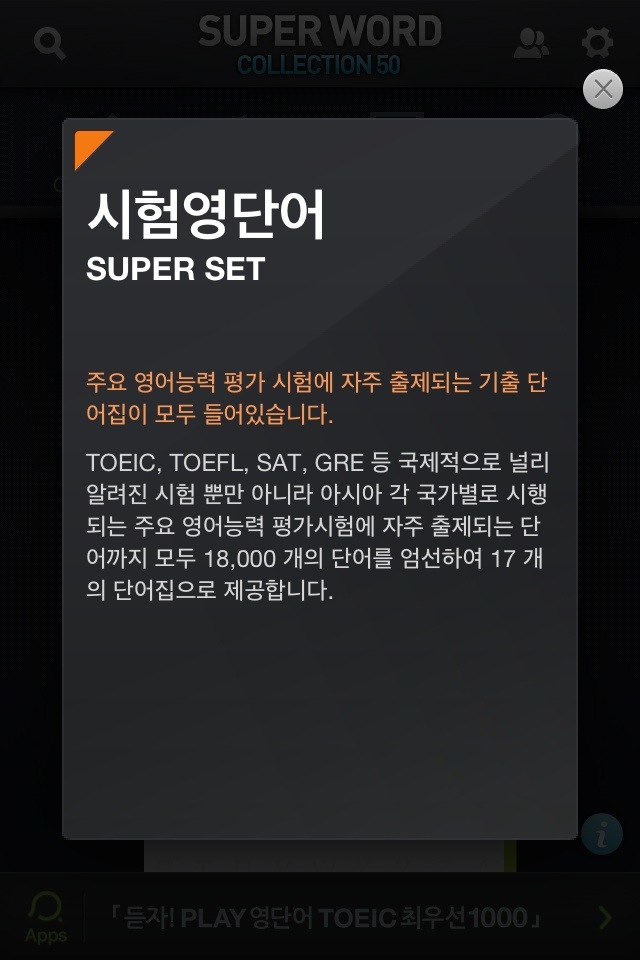 SUPER WORD
COLLECTION 50
시험영단어
SUPER SET
주요 영어능력 평가 시험에 자주 출제되는 기출 단
어집이 모두 들어있습니다.
TOEIC, TOEFL, SAT, GRE 등 국제적으로 널리
알려진 시험 뿐만 아니라 아시아 각 국가별로 시행
되는 주요 영어능력 평가시험에 자주 출제되는 단
어까지 모두 18,000 개의 단어를 엄선하여 17 개
의 단어집으로 제공합니다.
i
Apps
「듣자! PLAY영단어 TOEIC 최우선1000」